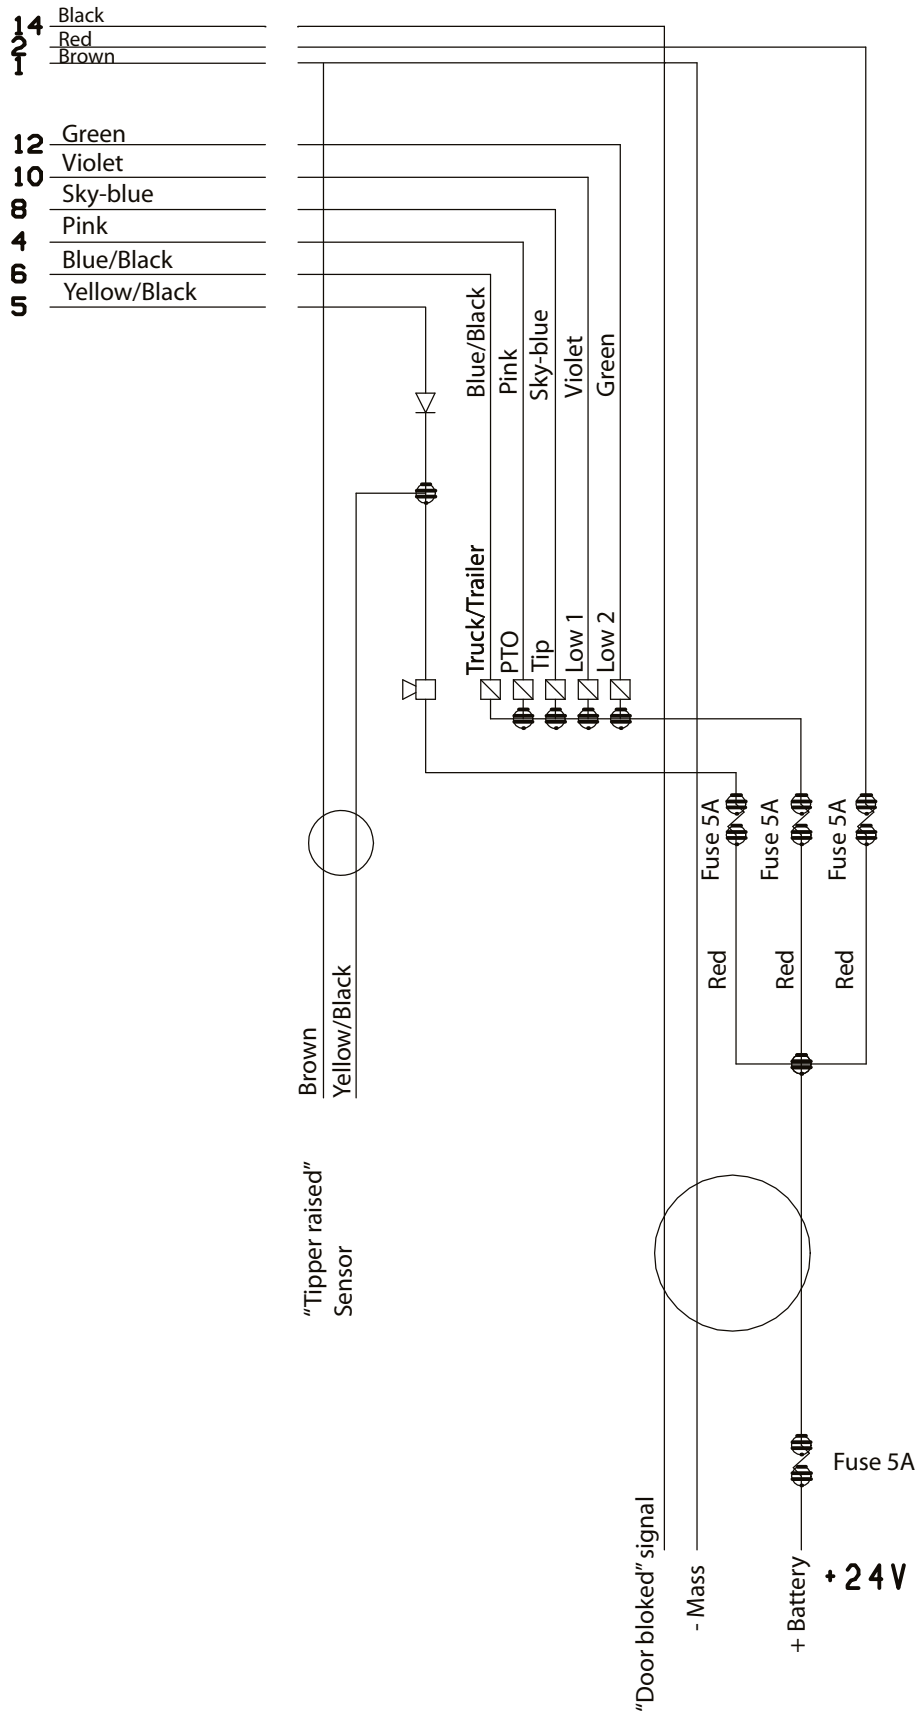 14 Black
2 Red
1 Brown
12 Green
10 Violet
8 Sky-blue
4 Pink
6 Blue/Black
5 Yellow/Black
Blue/Black
Pink
Sky-blue
Violet
Green
Truck/Trailer
PTO
Tip
Low 1
Low 2
Fuse 5A
Fuse 5A
Fuse 5A
Red
Red
Red
Brown
Yellow/Black
“Tipper raised”
Sensor
Fuse 5A
“Door bloked” signal
- Mass
+ Battery
+24V